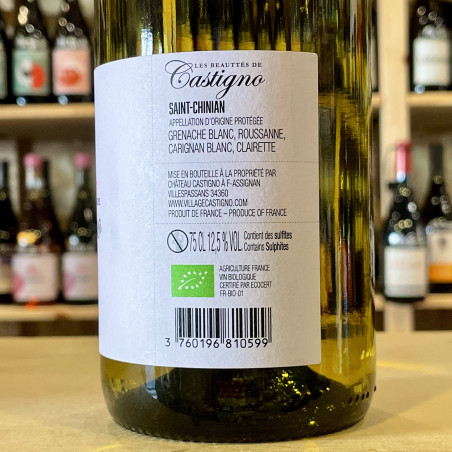 LES BEAUTTÉS DE
Castigno
SAINT-CHINIAN
APPELLATION D'ORIGINE PROTÉGÉE
GRENACHE BLANC, ROUSSANNE,
CARIGNAN BLANC, CLAIRETTE
MISE EN BOUTEILLE À LA PROPRIÉTÉ PAR
CHÂTEAU CASTIGNO À F-ASSIGNAN
VILLESPASSANS 34360
WWW.VILLAGECASTIGNO.COM
PRODUIT DE FRANCE - PRODUCE OF FRANCE
75 CL 12,5 % VOL. Contient des sulfites
Contains Sulphites
AGRICULTURE FRANCE
VIN BIOLOGIQUE
CERTIFIÉ PAR ECOCERT
FR-BIO-01
3 760196 810599